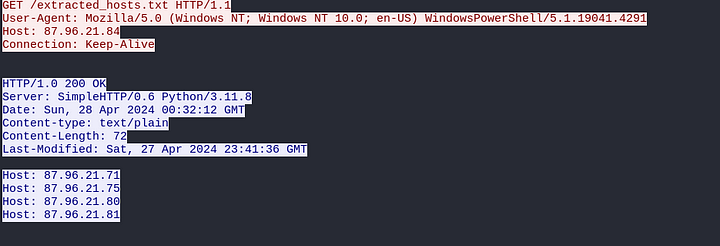 GET /extracted_hosts.txt HTTP/1.1
User-Agent: Mozilla/5.0 (Windows NT; Windows NT 10.0; en-US) WindowsPowerShell/5.1.19041.4291
Host: 87.96.21.84
Connection: Keep-Alive
HTTP/1.0 200 OK
Server: SimpleHTTP/0.6 Python/3.11.8
Date: Sun, 28 Apr 2024 00:32:12 GMT
Content-type: text/plain
Content-Length: 72
Last-Modified: Sat, 27 Apr 2024 23:41:36 GMT
Host: 87.96.21.71
Host: 87.96.21.75
Host: 87.96.21.80
Host: 87.96.21.81